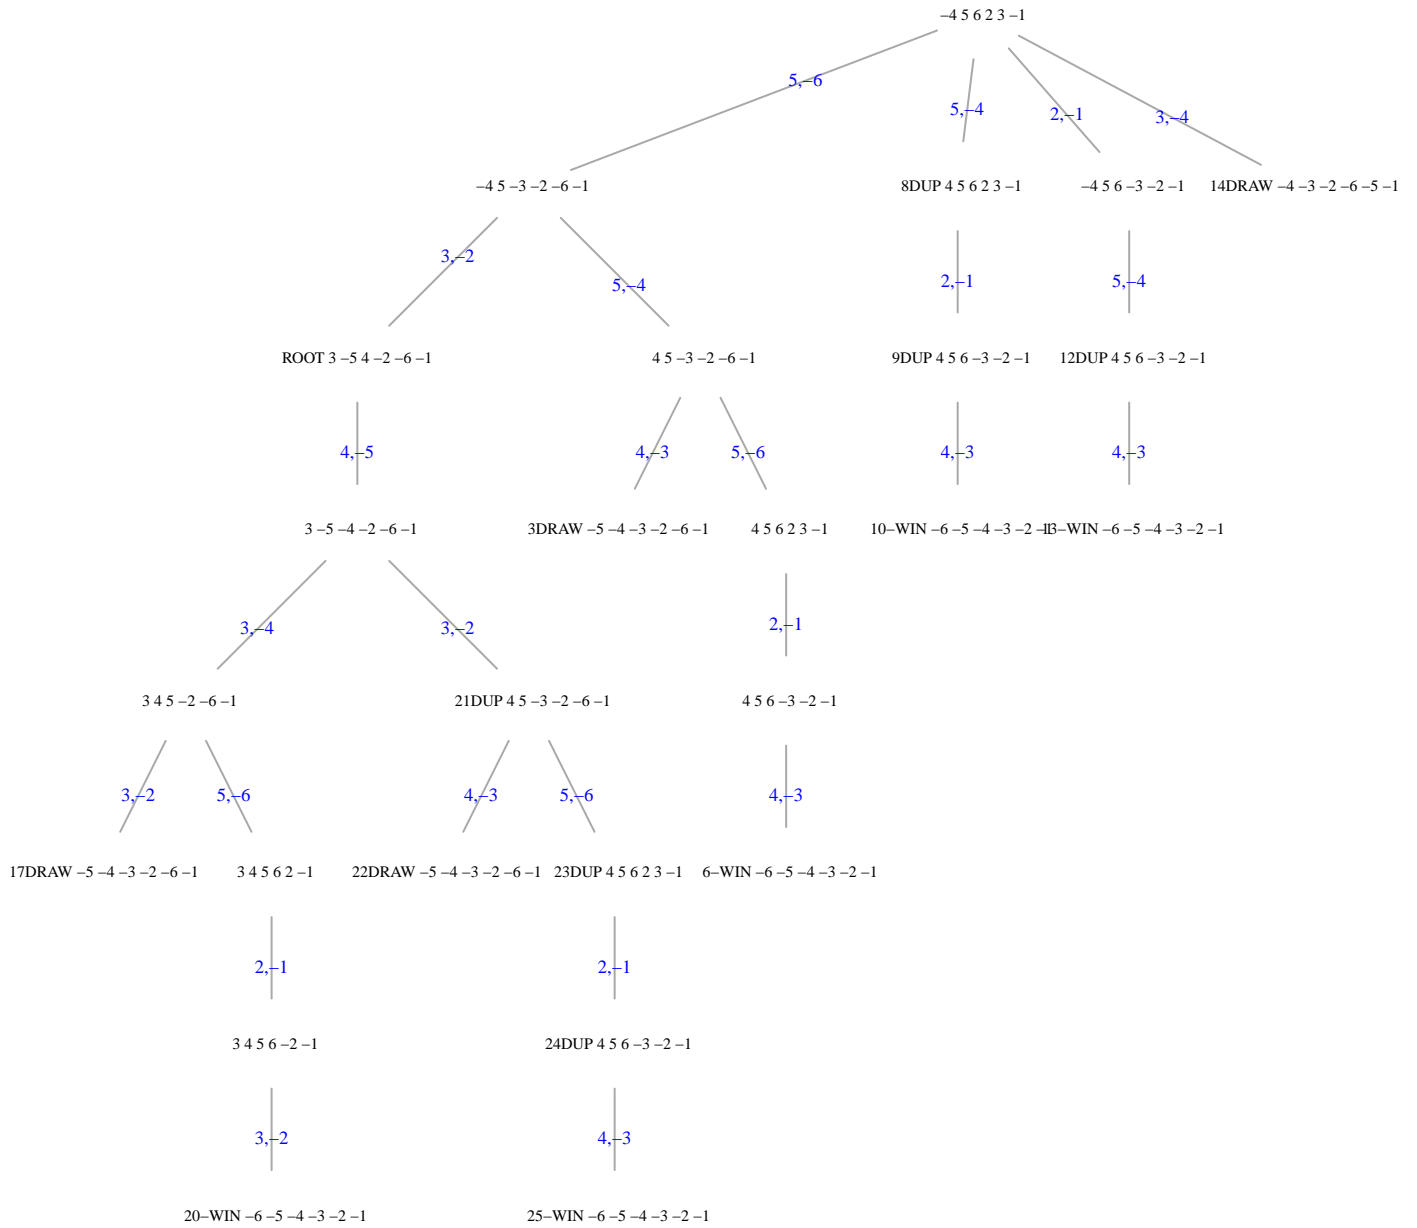 –4 5 6 2 3 –1
5,–6
5,–4
2,–1
3,–4
–4 5 –3 –2 –6 –1
8DUP 4 5 6 2 3 –1
–4 5 6 –3 –2 –1
14DRAW –4 –3 –2 –6 –5 –1
3,–2
5,–4
2,–1
5,–4
ROOT 3 –5 4 –2 –6 –1
4 5 –3 –2 –6 –1
9DUP 4 5 6 –3 –2 –1
12DUP 4 5 6 –3 –2 –1
4,–5
4,–3
5,–6
4,–3
4,–3
3 –5 –4 –2 –6 –1
3DRAW –5 –4 –3 –2 –6 –1
4 5 6 2 3 –1
10–WIN –6 –5 –4 –3 –2 –1
13–WIN –6 –5 –4 –3 –2 –1
3,–4
3,–2
2,–1
3 4 5 –2 –6 –1
21DUP 4 5 –3 –2 –6 –1
4 5 6 –3 –2 –1
3,–2
5,–6
4,–3
5,–6
4,–3
17DRAW –5 –4 –3 –2 –6 –1
3 4 5 6 2 –1
22DRAW –5 –4 –3 –2 –6 –1
23DUP 4 5 6 2 3 –1
6–WIN –6 –5 –4 –3 –2 –1
2,–1
2,–1
3 4 5 6 –2 –1
24DUP 4 5 6 –3 –2 –1
3,–2
4,–3
20–WIN –6 –5 –4 –3 –2 –1
25–WIN –6 –5 –4 –3 –2 –1